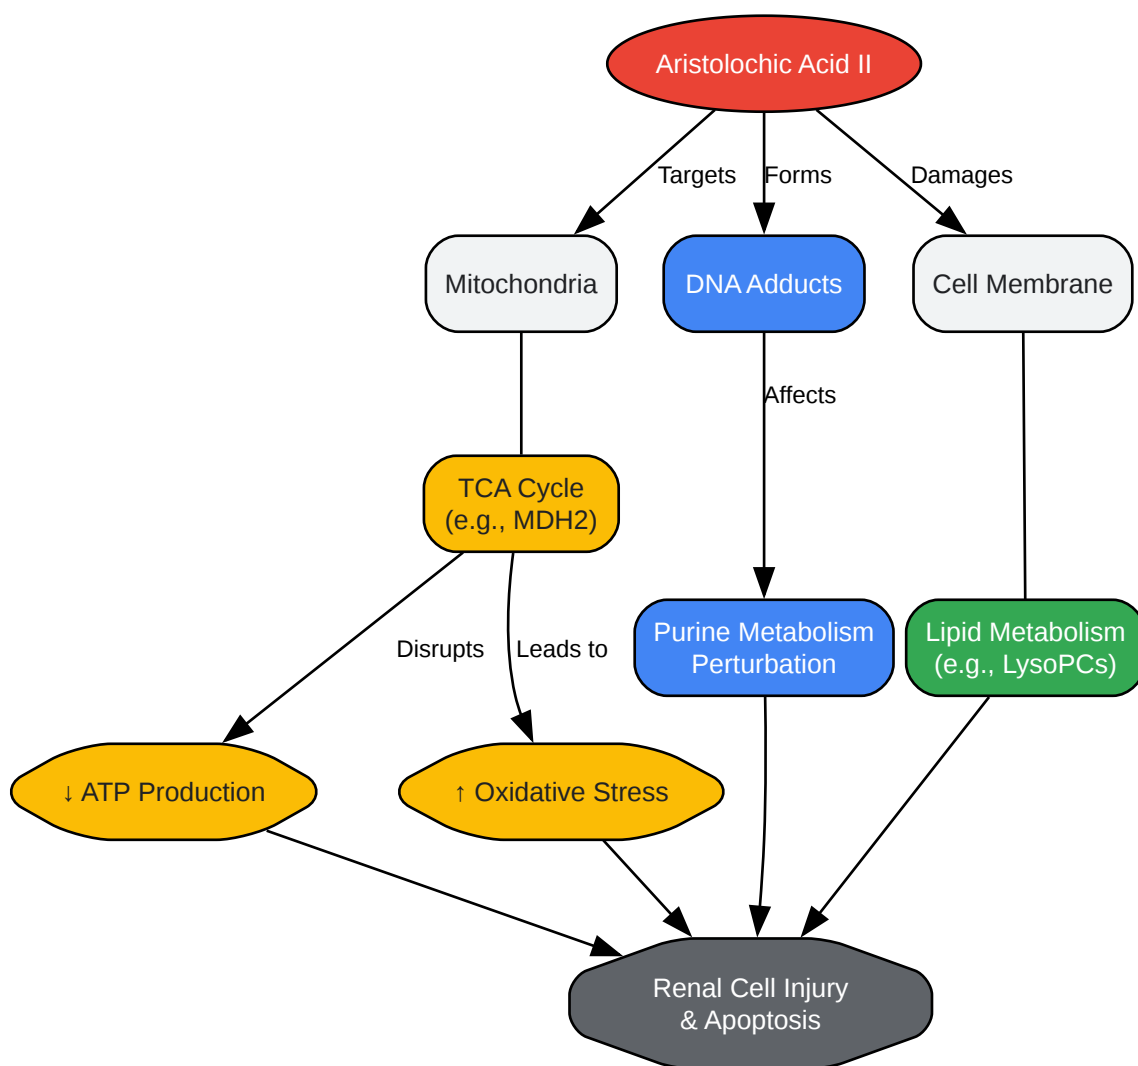 Aristolochic Acid II
Targets
Forms
Damages
Mitochondria
DNA Adducts
Cell Membrane
Affects
TCA Cycle
(e.g., MDH2)
Purine Metabolism
Perturbation
Lipid Metabolism
(e.g., LysoPCs)
Disrupts
Leads to
↓ ATP Production
↑ Oxidative Stress
Renal Cell Injury
& Apoptosis